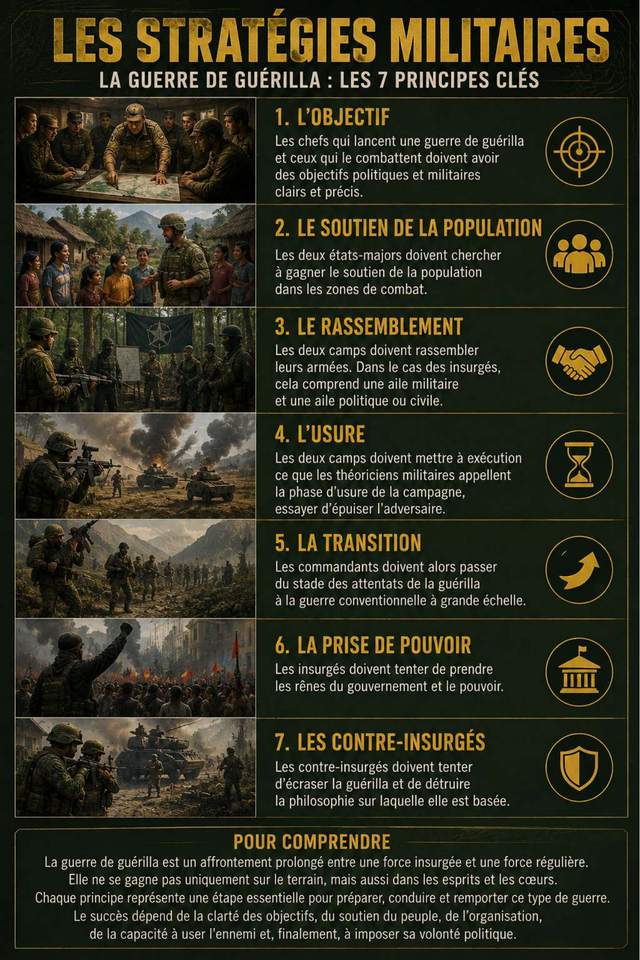 LES STRATÉGIES MILITAIRES
LA GUERRE DE GUÉRILLA : LES 7 PRINCIPES CLÉS
1. L'OBJECTIF
Les chefs qui lancent une guerre de guérilla
et ceux qui le combattent doivent avoir
des objectifs politiques et militaires
clairs et précis.
2. LE SOUTIEN DE LA POPULATION
Les deux états-majors doivent chercher
à gagner le soutien de la population
dans les zones de combat.
3. LE RASSEMBLEMENT
Les deux camps doivent rassembler
leurs armées. Dans le cas des insurgés,
cela comprend une aile militaire
et une aile politique ou civile.
4. L'USURE
Les deux camps doivent mettre à exécution
ce que les théoriciens militaires appellent
la phase d'usure de la campagne,
essayer d'épuiser l'adversaire.
5. LA TRANSITION
Les commandants doivent alors passer
du stade des attentats de la guérilla
à la guerre conventionnelle à grande échelle.
6. LA PRISE DE POUVOIR
Les insurgés doivent tenter de prendre
les rênes du gouvernement et le pouvoir.
7. LES CONTRE-INSURGÉS
Les contre-insurgés doivent tenter
d'écraser la guérilla et de détruire
la philosophie sur laquelle elle est basée.
POUR COMPRENDRE
La guerre de guérilla est un affrontement prolongé entre une force insurgée et une force régulière.
Elle ne se gagne pas uniquement sur le terrain, mais aussi dans les esprits et les cœurs.
Chaque principe représente une étape essentielle pour préparer, conduire et remporter ce type de guerre.
Le succès dépend de la clarté des objectifs, du soutien du peuple, de l'organisation,
de la capacité à user l'ennemi et, finalement, à imposer sa volonté politique.